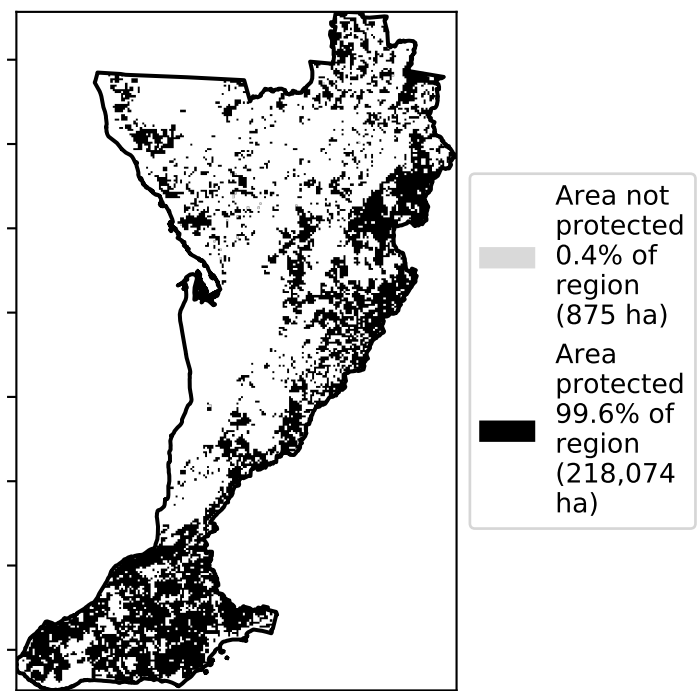 Area not
protected
0.4% of
region
(875 ha)
Area
protected
99.6% of
region
(218,074
ha)